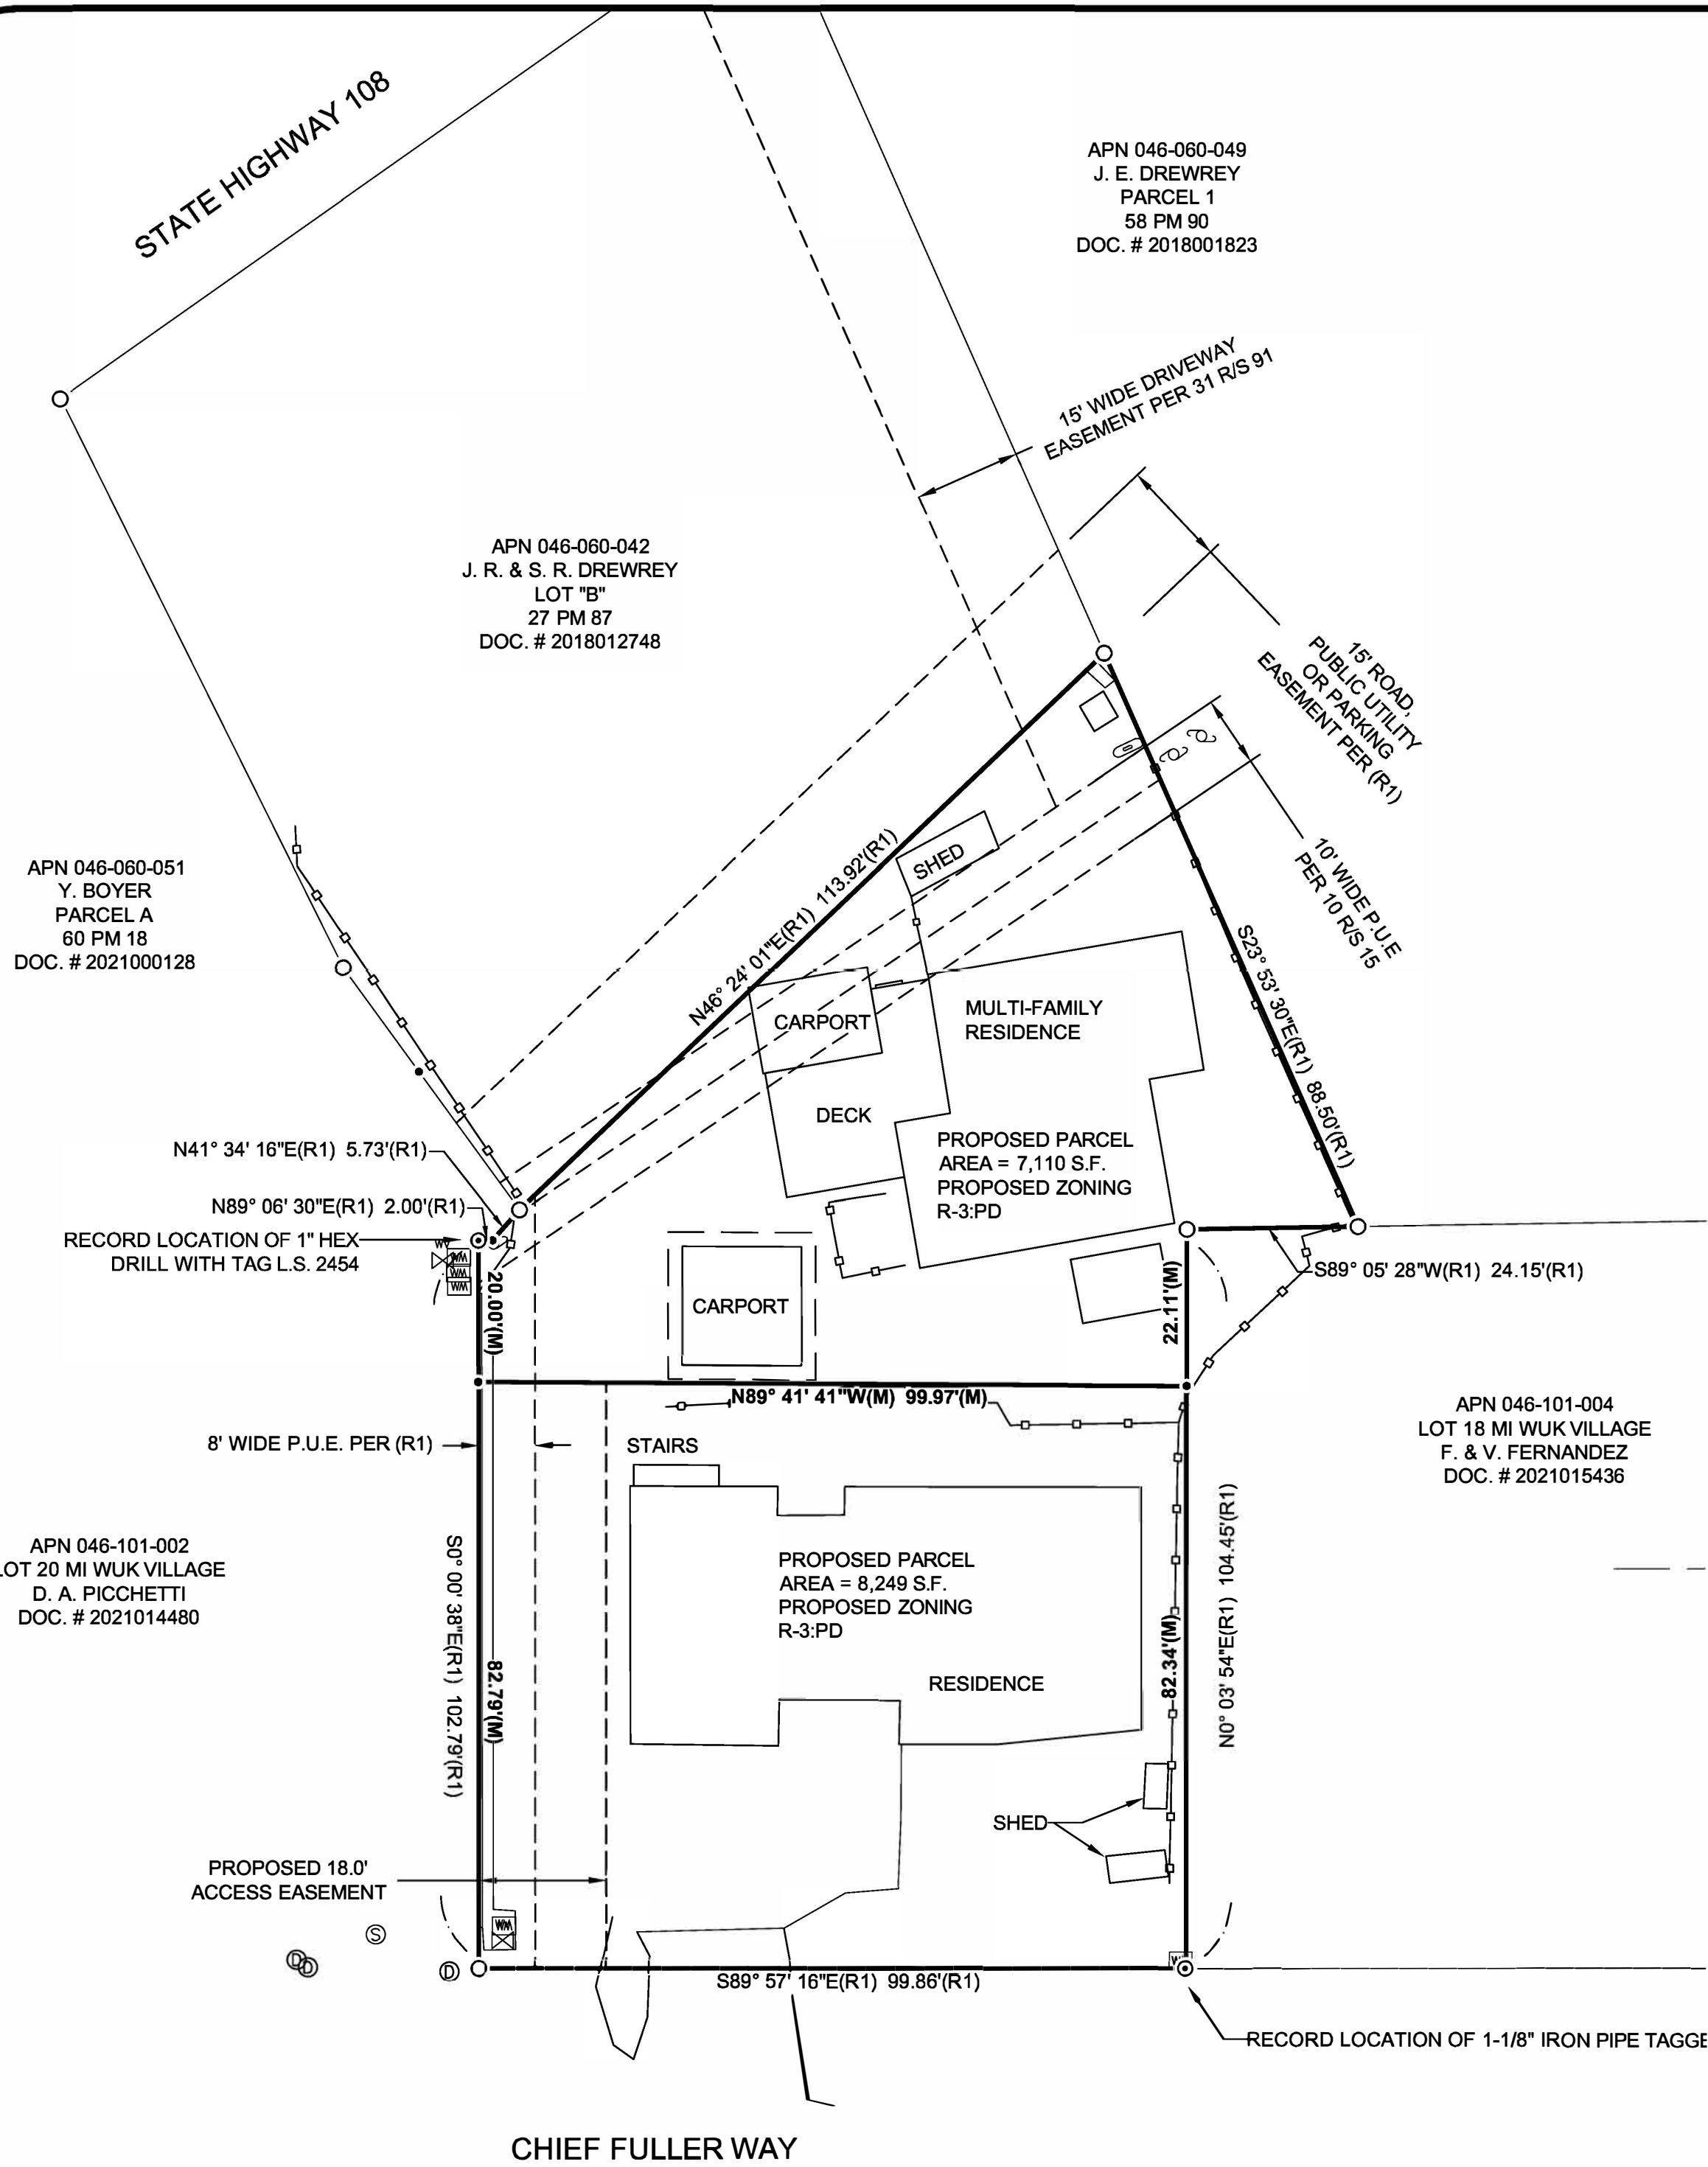 STATE HIGHWAY 108
APN 046-060-049
J. E. DREWREY
PARCEL 1
58 PM 90
DOC. # 2018001823
15' WIDE DRIVEWAY
EASEMENT PER 31 R/S 91
APN 046-060-042
J. R. & S. R. DREWREY
LOT "B"
27 PM 87
DOC. # 2018012748
15' ROAD,
PUBLIC UTILITY
OR PARKING
EASEMENT PER (R1)
10' WIDE P.U.E
PER 10 R/S 15
APN 046-060-051
Y. BOYER
PARCEL A
60 PM 18
DOC. # 2021000128
N46° 24' 01"E(R1) 113.92'(R1)
SHED
S23° 53' 30"E(R1) 88.50'(R1)
CARPORT
MULTI-FAMILY
RESIDENCE
DECK
PROPOSED PARCEL
AREA = 7,110 S.F.
PROPOSED ZONING
R-3:PD
N41° 34' 16"E(R1) 5.73'(R1)
N89° 06' 30"E(R1) 2.00'(R1)
RECORD LOCATION OF 1" HEX
DRILL WITH TAG L.S. 2454
WV
WM
WM
WM
20.00'(M)
CARPORT
22.11'(M)
S89° 05' 28"W(R1) 24.15'(R1)
N89° 41' 41"W(M) 99.97'(M)
8' WIDE P.U.E. PER (R1)
STAIRS
APN 046-101-004
LOT 18 MI WUK VILLAGE
F. & V. FERNANDEZ
DOC. # 2021015436
APN 046-101-002
LOT 20 MI WUK VILLAGE
D. A. PICCHETTI
DOC. # 2021014480
S0° 00' 38"E(R1) 102.79'(R1)
82.79'(M)
PROPOSED PARCEL
AREA = 8,249 S.F.
PROPOSED ZONING
R-3:PD
RESIDENCE
82.34'(M)
N0° 03' 54"E(R1) 104.45'(R1)
SHED
PROPOSED 18.0'
ACCESS EASEMENT
WM
S
D
D
D
S89° 57' 16"E(R1) 99.86'(R1)
RECORD LOCATION OF 1-1/8" IRON PIPE
CHIEF FULLER WAY